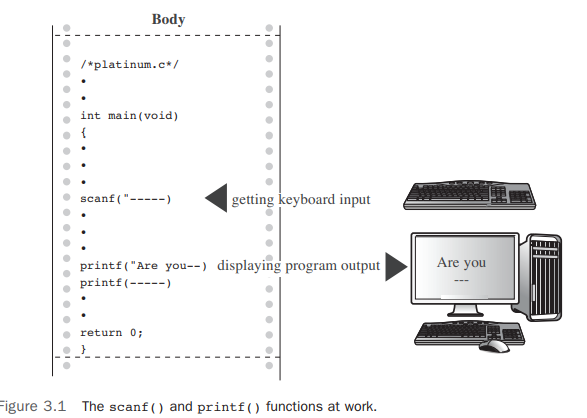 Body
/*platinum.c*/
•
•
int main(void)
{
•
•
•
scanf("-----)
getting keyboard input
•
•
•
printf("Are you--)
displaying program output
Are you
---
printf(-----)
•
•
return 0;
}
Figure 3.1 The scanf() and printf() functions at work.